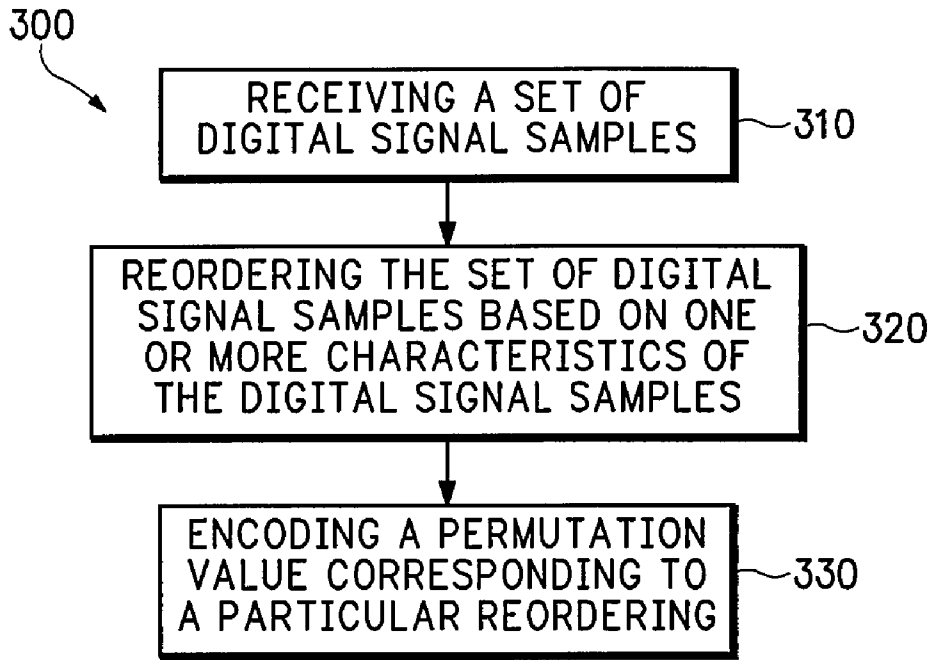 300
RECEIVING A SET OF
DIGITAL SIGNAL SAMPLES
310
REORDERING THE SET OF DIGITAL
SIGNAL SAMPLES BASED ON ONE
OR MORE CHARACTERISTICS OF
THE DIGITAL SIGNAL SAMPLES
320
ENCODING A PERMUTATION
VALUE CORRESPONDING TO
A PARTICULAR REORDERING
330